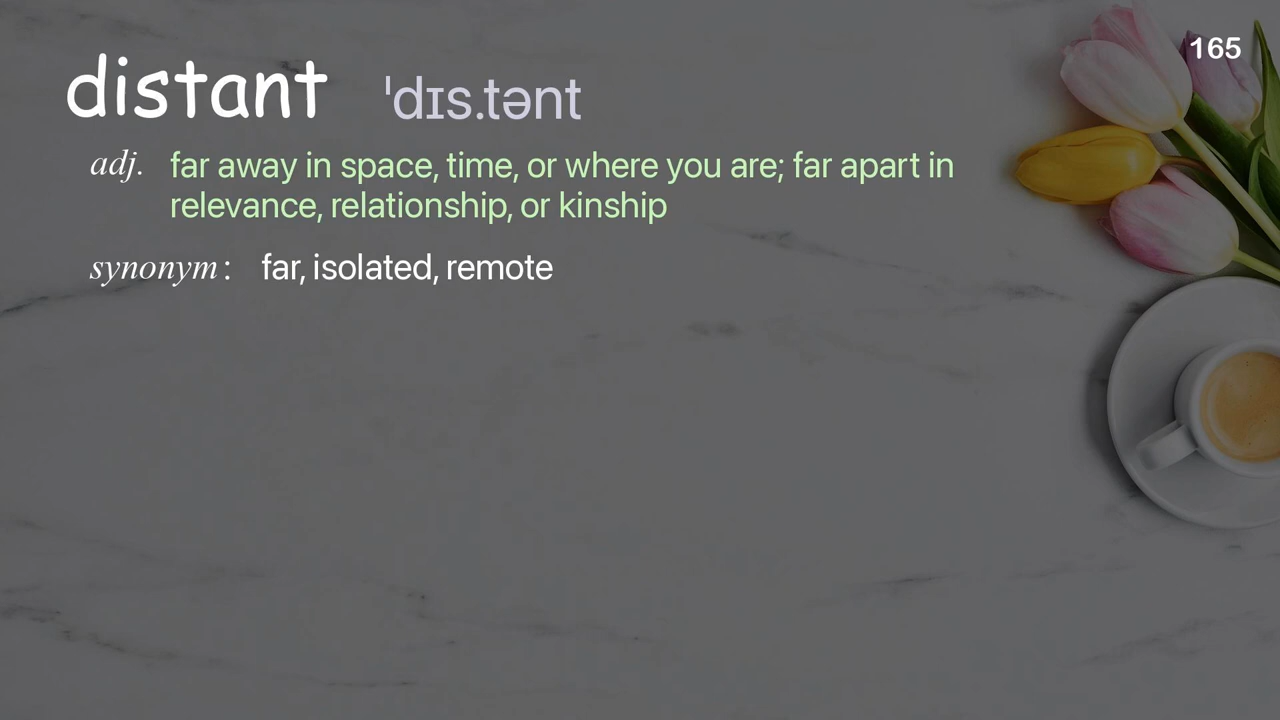 165
distant ˈdɪs.tənt
adj. far away in space, time, or where you are; far apart in
relevance, relationship, or kinship
synonym: far, isolated, remote